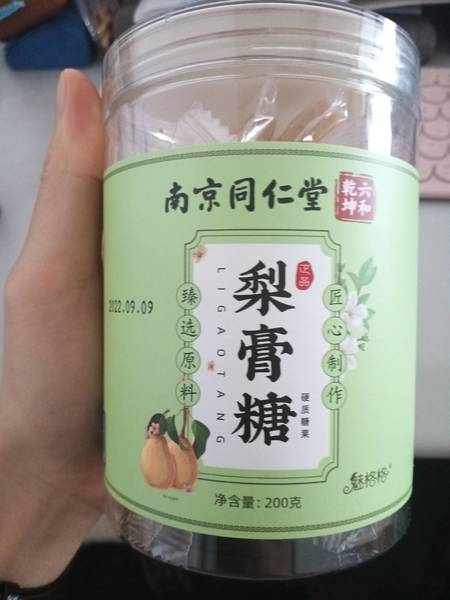 南京同仁堂
乾坤六和
正品
梨膏糖
LIGAOTANG
臻选原料
匠心制作
硬质糖果
2022.09.09
魅格格
净含量：200克